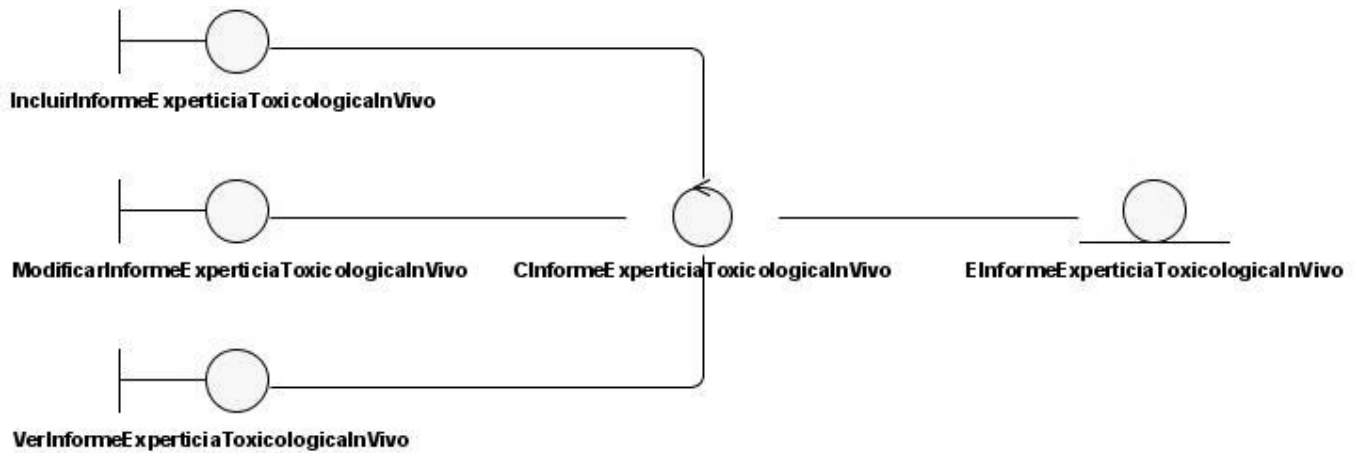 IncluirInformeExperticiaToxicologicaInVivo
ModificarInformeExperticiaToxicologicaInVivo
CInformeExperticiaToxicologicaInVivo
EInformeExperticiaToxicologicaInVivo
VerInformeExperticiaToxicologicaInVivo